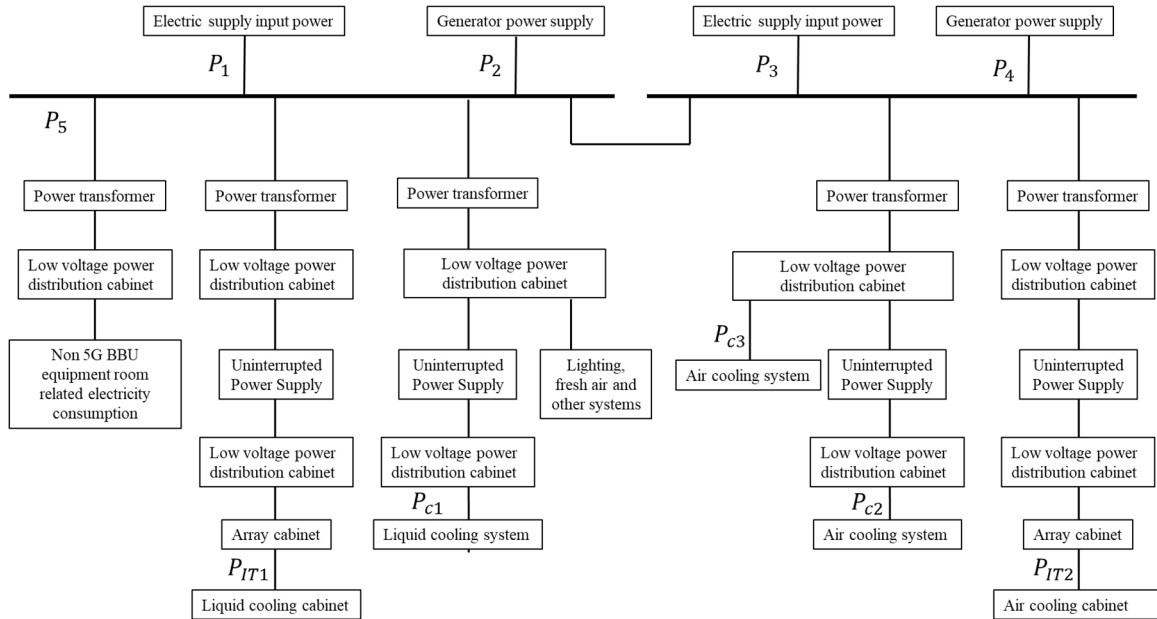 Electric supply input power
Generator power supply
Electric supply input power
Generator power supply
P1
P2
P3
P4
P5
Power transformer
Power transformer
Power transformer
Power transformer
Power transformer
Low voltage power
distribution cabinet
Low voltage power
distribution cabinet
Low voltage power
distribution cabinet
Low voltage power
distribution cabinet
Low voltage power
distribution cabinet
Non 5G BBU
equipment room
related electricity
consumption
Uninterrupted
Power Supply
Uninterrupted
Power Supply
Lighting,
fresh air and
other systems
Pc3
Air cooling system
Uninterrupted
Power Supply
Uninterrupted
Power Supply
Low voltage power
distribution cabinet
Low voltage power
distribution cabinet
Low voltage power
distribution cabinet
Low voltage power
distribution cabinet
Pc1
Pc2
Array cabinet
Liquid cooling system
Air cooling system
Array cabinet
PIT1
PIT2
Liquid cooling cabinet
Air cooling cabinet